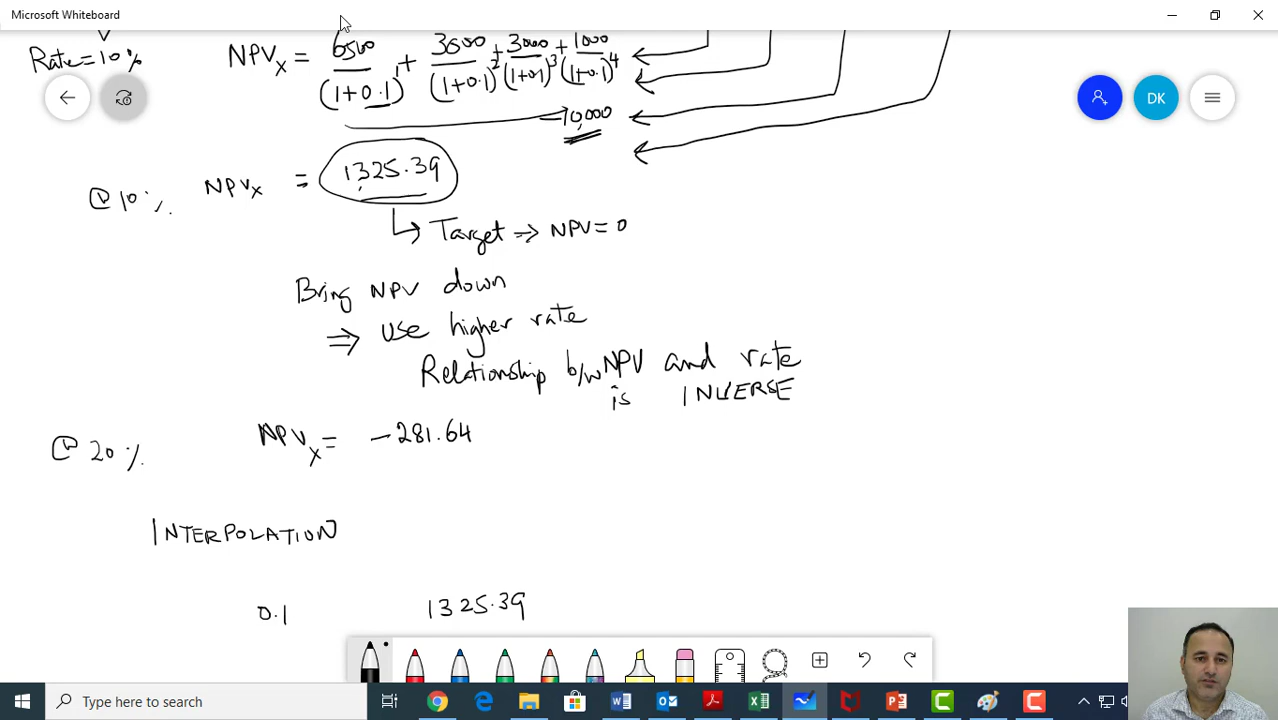 Microsoft Whiteboard
Rate = 10%
NPVx = 6500/(1+0.1)^1 + 3500/(1+0.1)^2 + 3000/(1+0.1)^3 + 1000/(1+0.1)^4
-10,000
@ 10% NPVx = 1325.39
↳ Target ⇒ NPV = 0
Bring NPV down
⇒ Use higher rate
Relationship b/w NPV and rate
is INVERSE
@ 20% NPVx = -281.64
INTERPOLATION
0.1 1325.39
DK
Type here to search